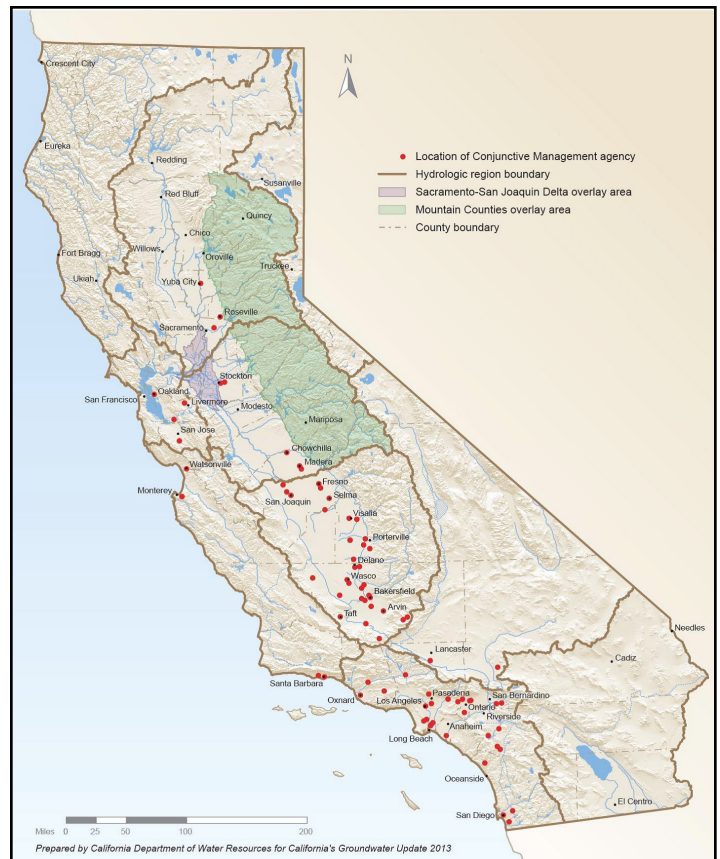 N
Crescent City
Eureka
Redding
Red Bluff
Susanville
Quincy
Chico
Willows
Oroville
Fort Bragg
Ukiah
Truckee
Yuba City
Roseville
Sacramento
Stockton
San Francisco
Oakland
Livermore
Modesto
San Jose
Mariposa
Chowchilla
Madera
Watsonville
Monterey
Fresno
San Joaquin
Selma
Visalia
Porterville
Delano
Wasco
Bakersfield
Arvin
Taft
Needles
Cadiz
Lancaster
Santa Barbara
Oxnard
Los Angeles
Pasadena
San Bernardino
Ontario
Riverside
Anaheim
Long Beach
Oceanside
El Centro
San Diego
Location of Conjunctive Management agency
Hydrologic region boundary
Sacramento-San Joaquin Delta overlay area
Mountain Counties overlay area
County boundary
Miles 0 25 50 100 200
Prepared by California Department of Water Resources for California's Groundwater Update 2013